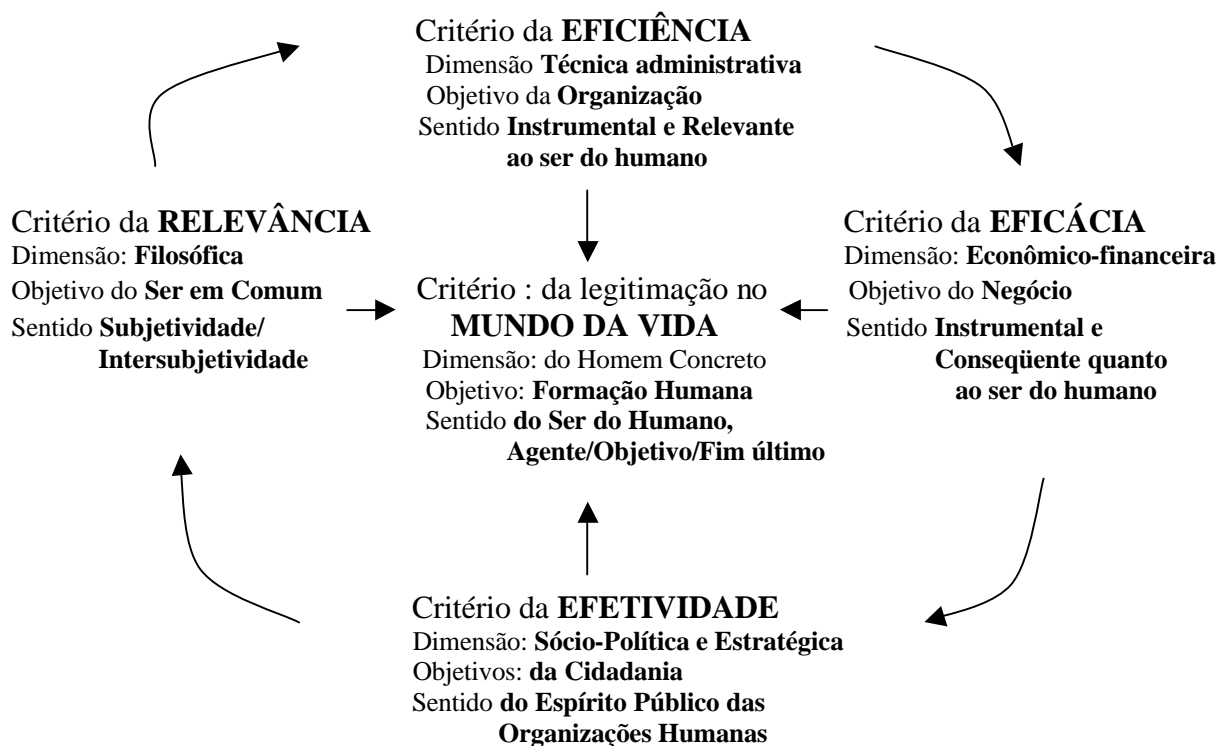 Critério da EFICIÊNCIA
Dimensão Técnica administrativa
Objetivo da Organização
Sentido Instrumental e Relevante
ao ser do humano
Critério da RELEVÂNCIA
Dimensão: Filosófica
Objetivo do Ser em Comum
Sentido Subjetividade/
Intersubjetividade
Critério : da legitimação no
MUNDO DA VIDA
Dimensão: do Homem Concreto
Objetivo: Formação Humana
Sentido do Ser do Humano,
Agente/Objetivo/Fim último
Critério da EFICÁCIA
Dimensão: Econômico-financeira
Objetivo do Negócio
Sentido Instrumental e
Conseqüente quanto
ao ser do humano
Critério da EFETIVIDADE
Dimensão: Sócio-Política e Estratégica
Objetivos: da Cidadania
Sentido do Espírito Público das
Organizações Humanas